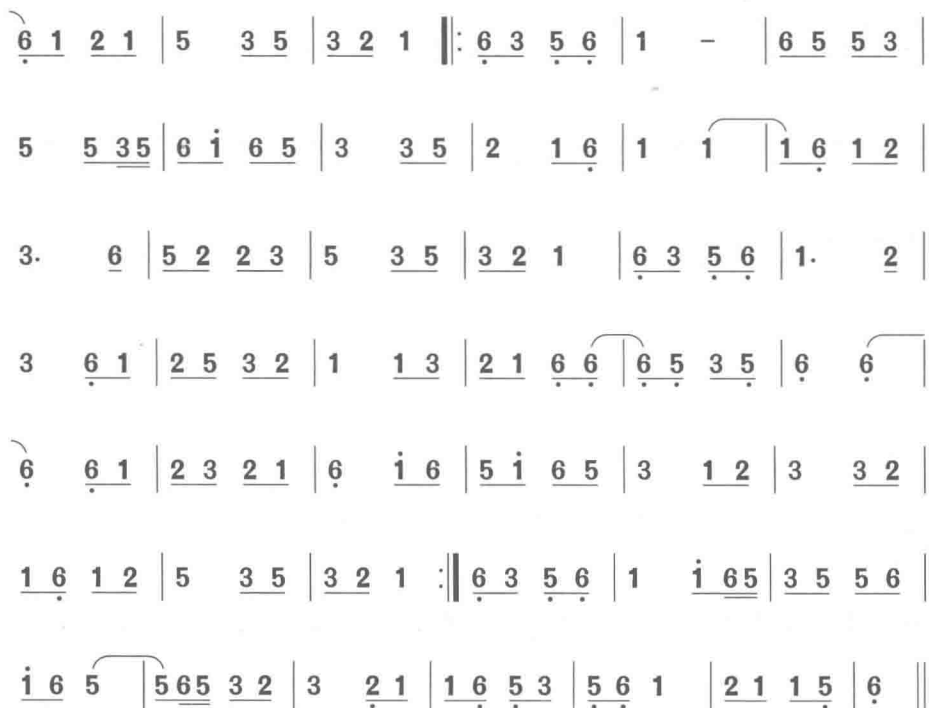 6̣ 1 2 1 | 5 3 5 | 3 2 1 ‖: 6̣ 3 5̣ 6̣ | 1 – | 6 5 5 3 |
5 5 3 5 | 6 i 6 5 | 3 3 5 | 2 1 6̣ | 1 1 | 1 6̣ 1 2 |
3. 6 | 5 2 2 3 | 5 3 5 | 3 2 1 | 6̣ 3 5̣ 6̣ | 1. 2 |
3 6̣ 1 | 2 5 3 2 | 1 1 3 | 2 1 6̣ 6̣ | 6̣ 5̣ 3 5̣ | 6̣ 6̣ |
6̣ 6̣ 1 | 2 3 2 1 | 6̣ i 6 | 5 i 6 5 | 3 1 2 | 3 3 2 |
1 6̣ 1 2 | 5 3 5 | 3 2 1 :‖ 6̣ 3 5̣ 6̣ | 1 i 6 5 | 3 5 5 6 |
i 6 5 | 5 6 5 3 2 | 3 2̣ 1 | 1 6̣ 5̣ 3 | 5̣ 6̣ 1 | 2 1 1 5̣ | 6̣ ‖